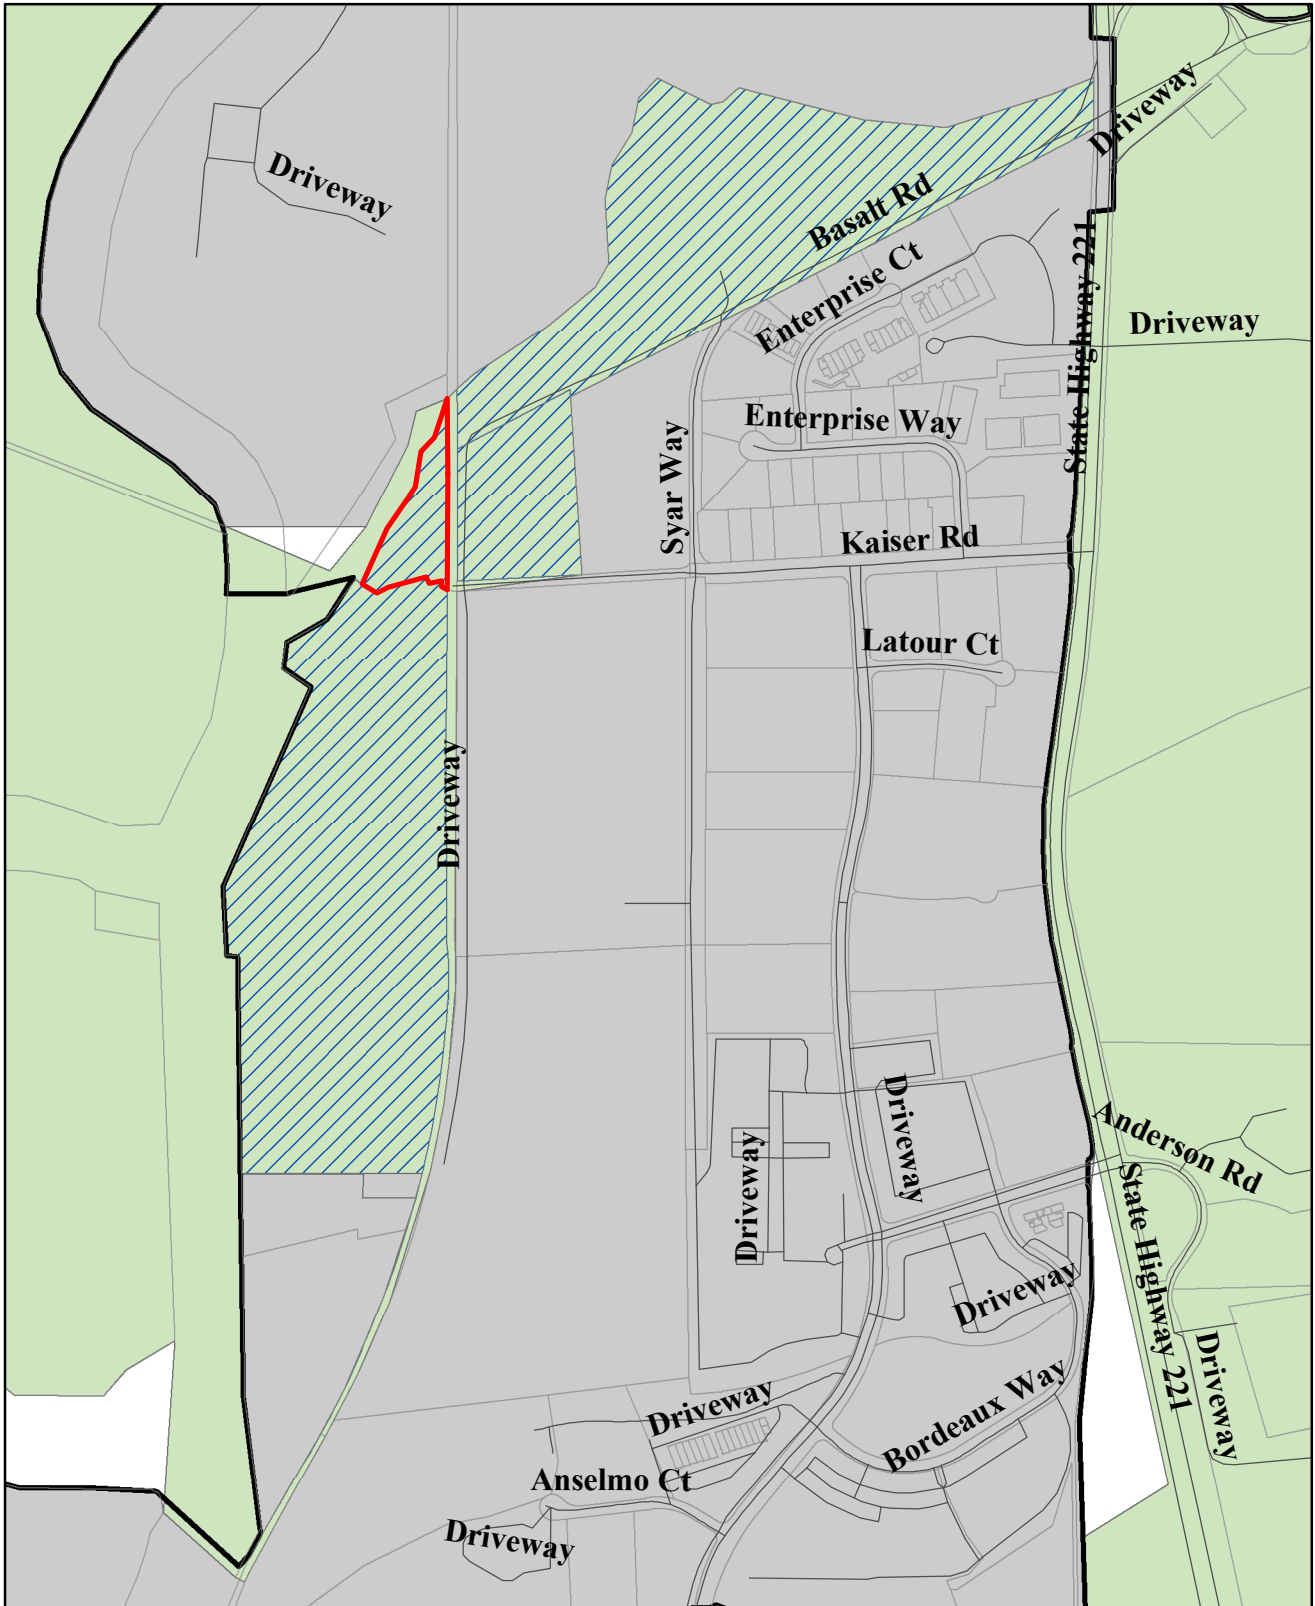 Driveway
Driveway
Basalt Rd
Enterprise Ct
State Highway 221
Driveway
Enterprise Way
Syar Way
Kaiser Rd
Latour Ct
Driveway
Driveway
Anderson Rd
Driveway
State Highway 221
Driveway
Driveway
Bordeaux Way
Driveway
Anselmo Ct
Driveway